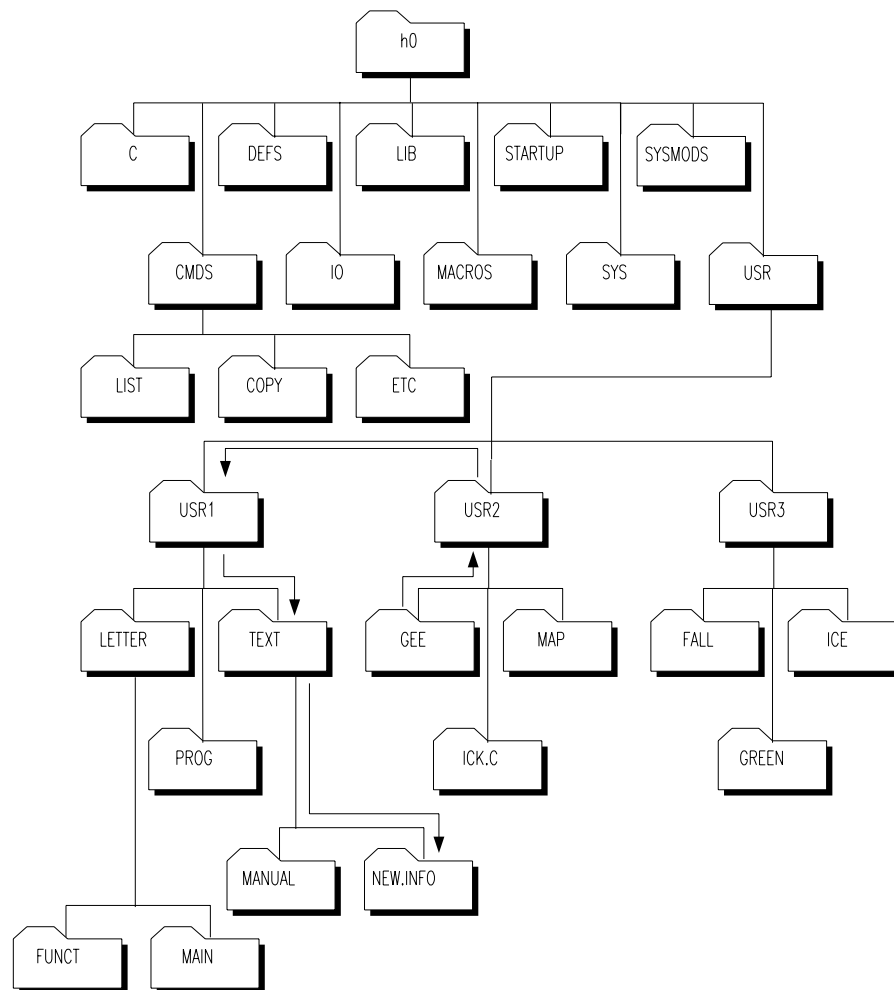 h0
C
DEFS
LIB
STARTUP
SYSMODS
CMDS
IO
MACROS
SYS
USR
LIST
COPY
ETC
USR1
USR2
USR3
LETTER
TEXT
GEE
MAP
FALL
ICE
PROG
ICK.C
GREEN
MANUAL
NEW.INFO
FUNCT
MAIN